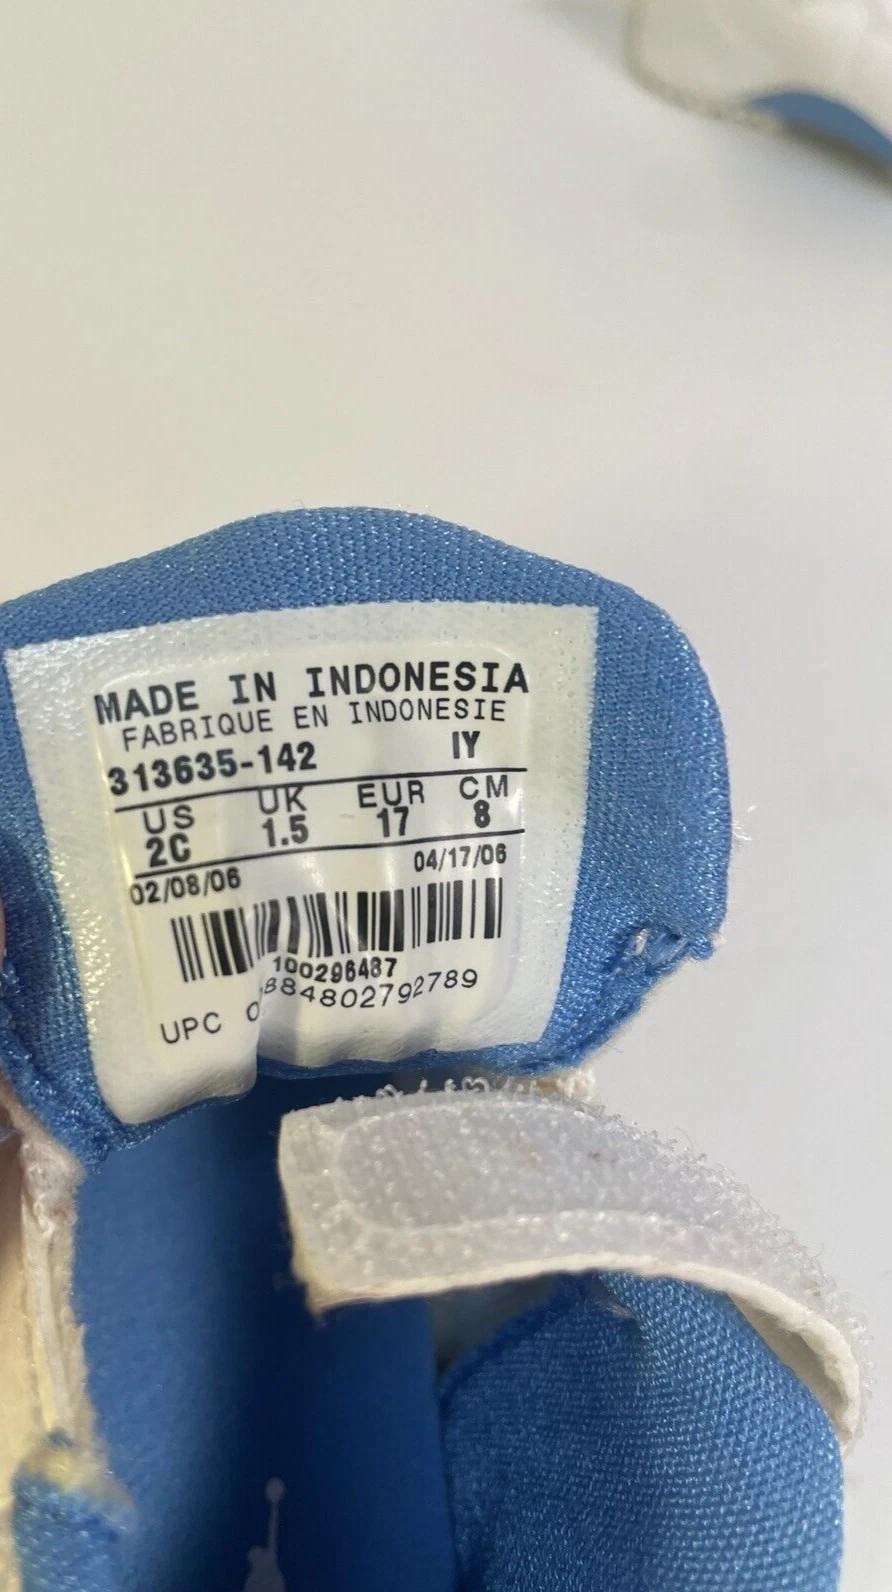 MADE IN INDONESIA
FABRIQUE EN INDONESIE
313635-142 IY
US UK EUR CM
2C 1.5 17 8
02/08/06 04/17/06
100296487
UPC